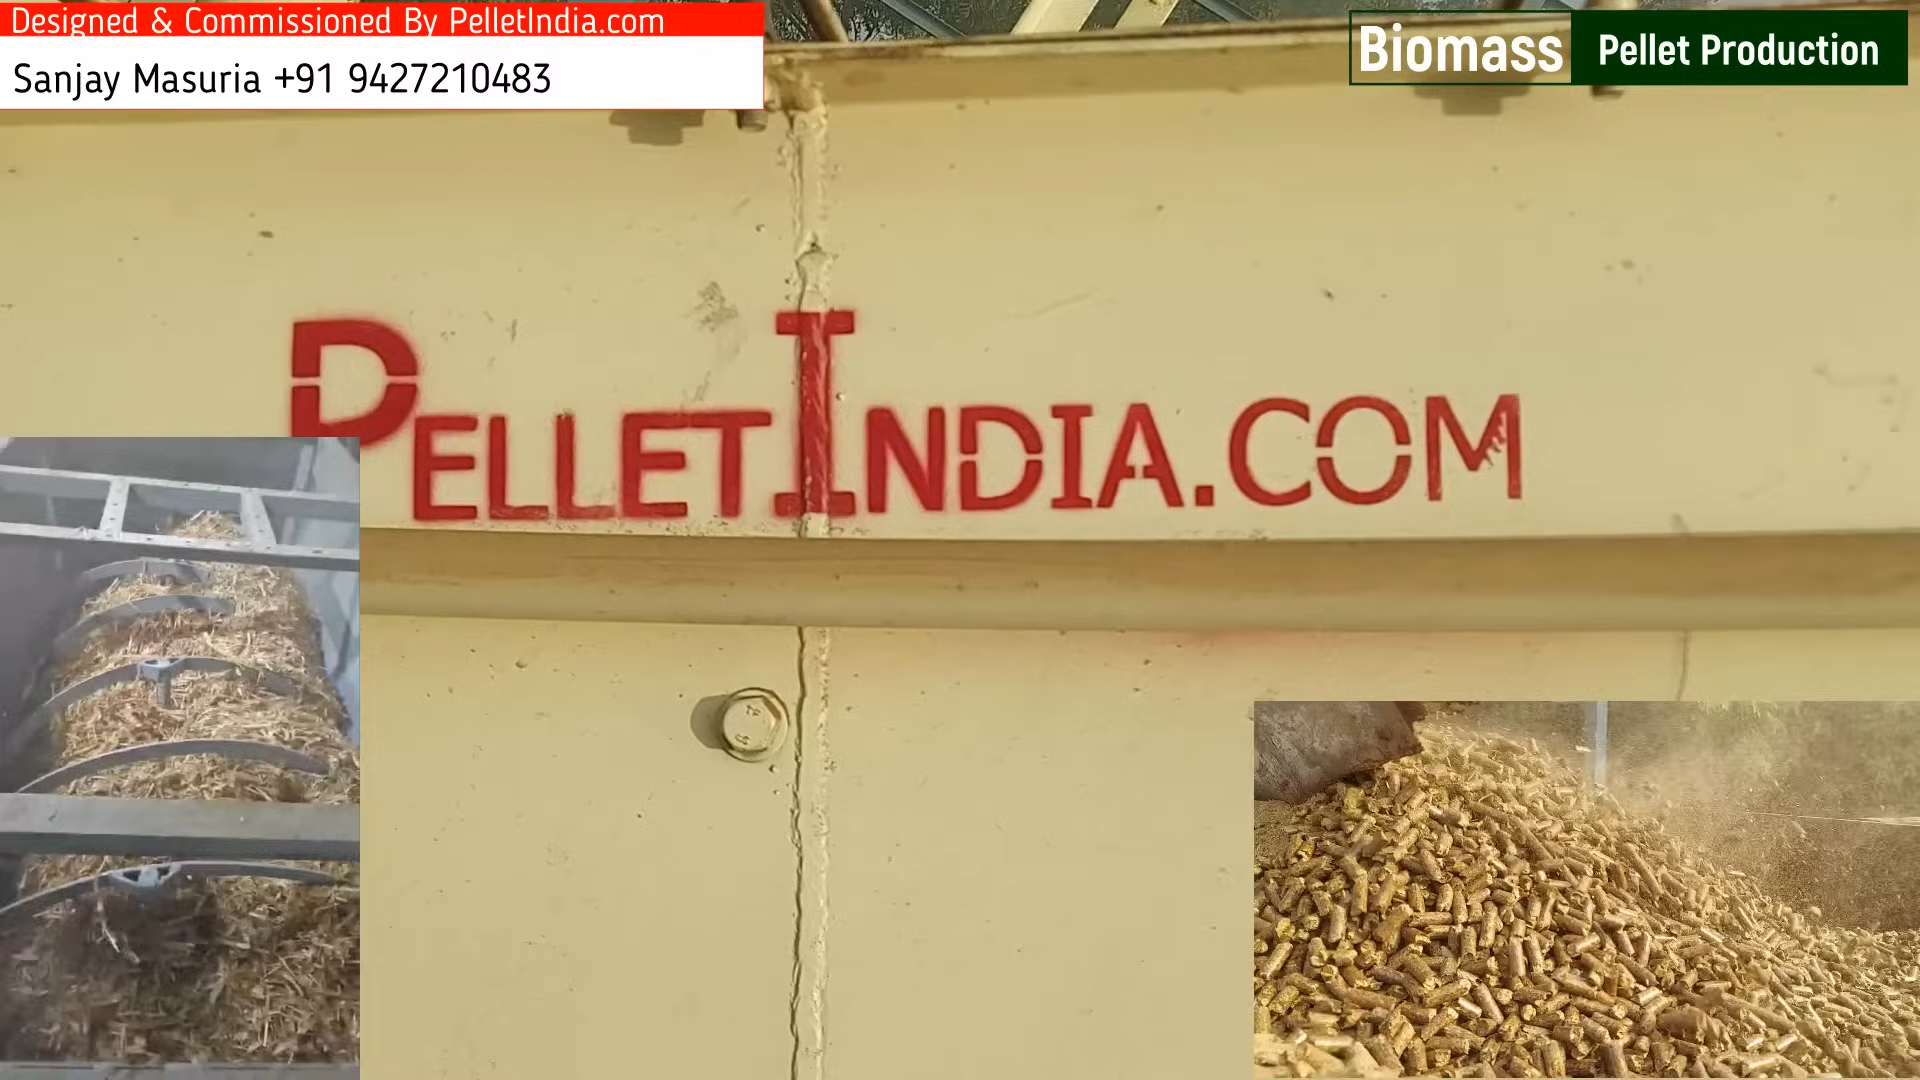 Designed & Commissioned By PelletIndia.com
Sanjay Masuria +91 9427210483
Biomass Pellet Production
PELLETINDIA.COM